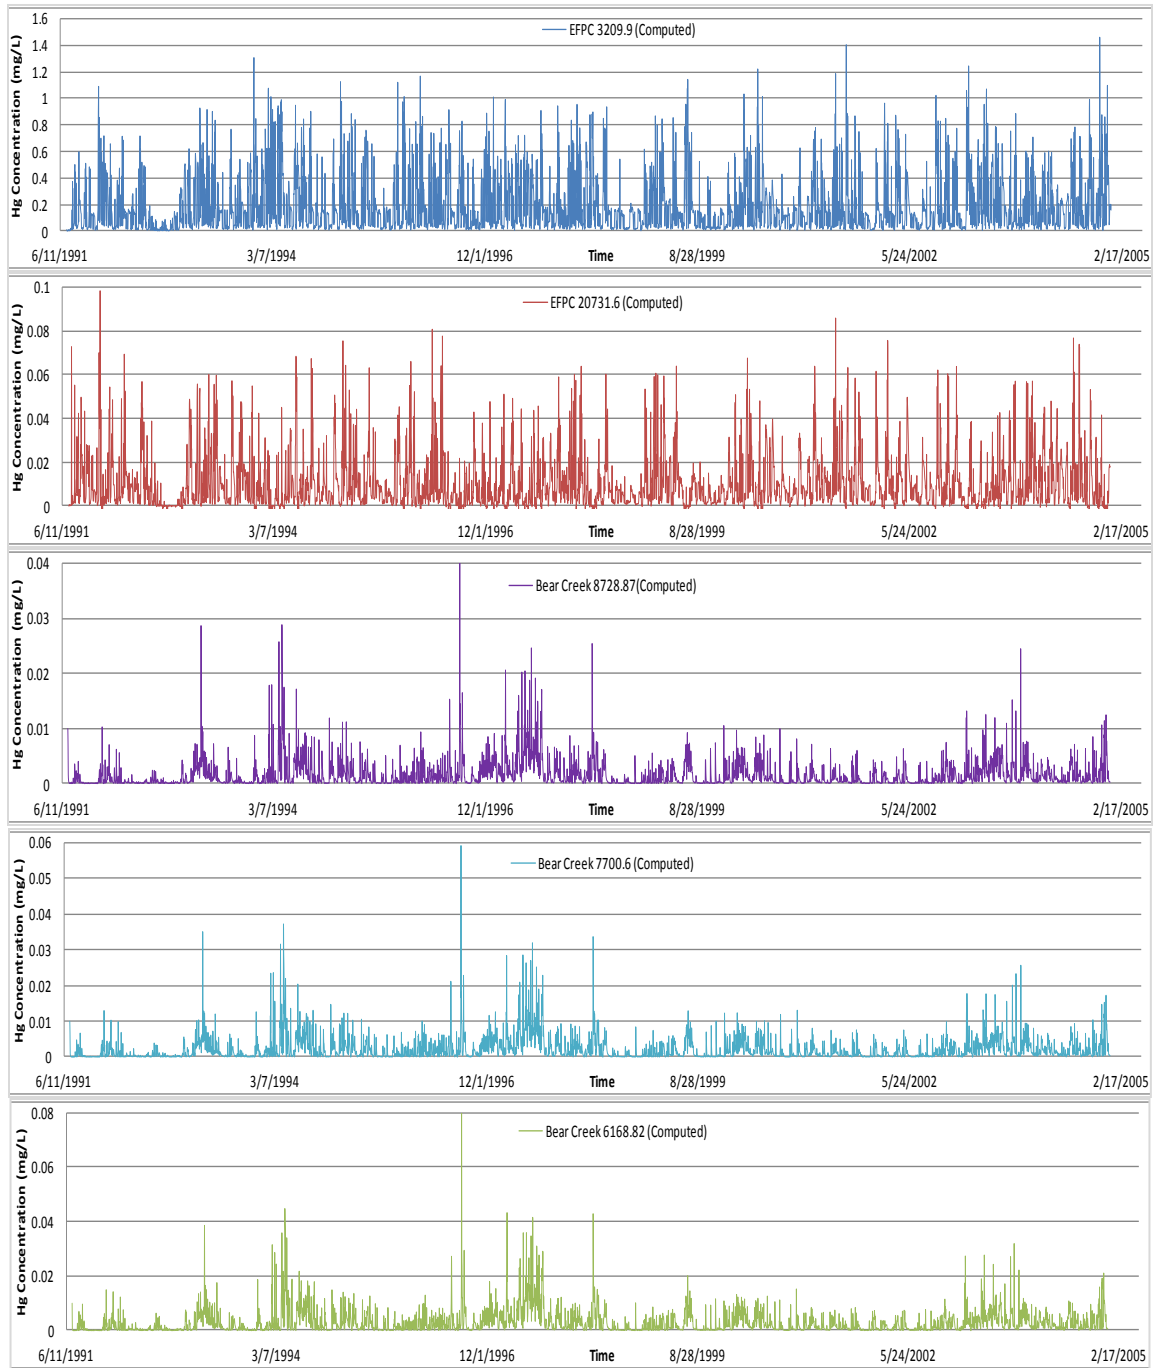 EFPC 3209.9 (Computed)
Hg Concentration (mg/L)
1.6
1.4
1.2
1
0.8
0.6
0.4
0.2
0
6/11/1991 3/7/1994 12/1/1996 Time 8/28/1999 5/24/2002 2/17/2005
EFPC 20731.6 (Computed)
Hg Concentration (mg/L)
0.1
0.08
0.06
0.04
0.02
0
6/11/1991 3/7/1994 12/1/1996 Time 8/28/1999 5/24/2002 2/17/2005
Bear Creek 8728.87(Computed)
Hg Concentration (mg/L)
0.04
0.03
0.02
0.01
0
6/11/1991 3/7/1994 12/1/1996 Time 8/28/1999 5/24/2002 2/17/2005
Bear Creek 7700.6 (Computed)
Hg Concentration (mg/L)
0.06
0.05
0.04
0.03
0.02
0.01
0
6/11/1991 3/7/1994 12/1/1996 Time 8/28/1999 5/24/2002 2/17/2005
Bear Creek 6168.82 (Computed)
Hg Concentration (mg/L)
0.08
0.06
0.04
0.02
0
6/11/1991 3/7/1994 12/1/1996 Time 8/28/1999 5/24/2002 2/17/2005